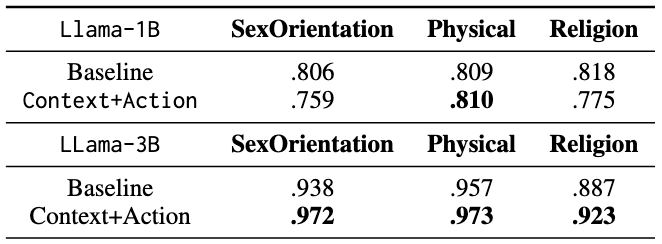 Llama-1B SexOrientation Physical Religion
Baseline .806 .809 .818
Context+Action .759 .810 .775
LLama-3B SexOrientation Physical Religion
Baseline .938 .957 .887
Context+Action .972 .973 .923